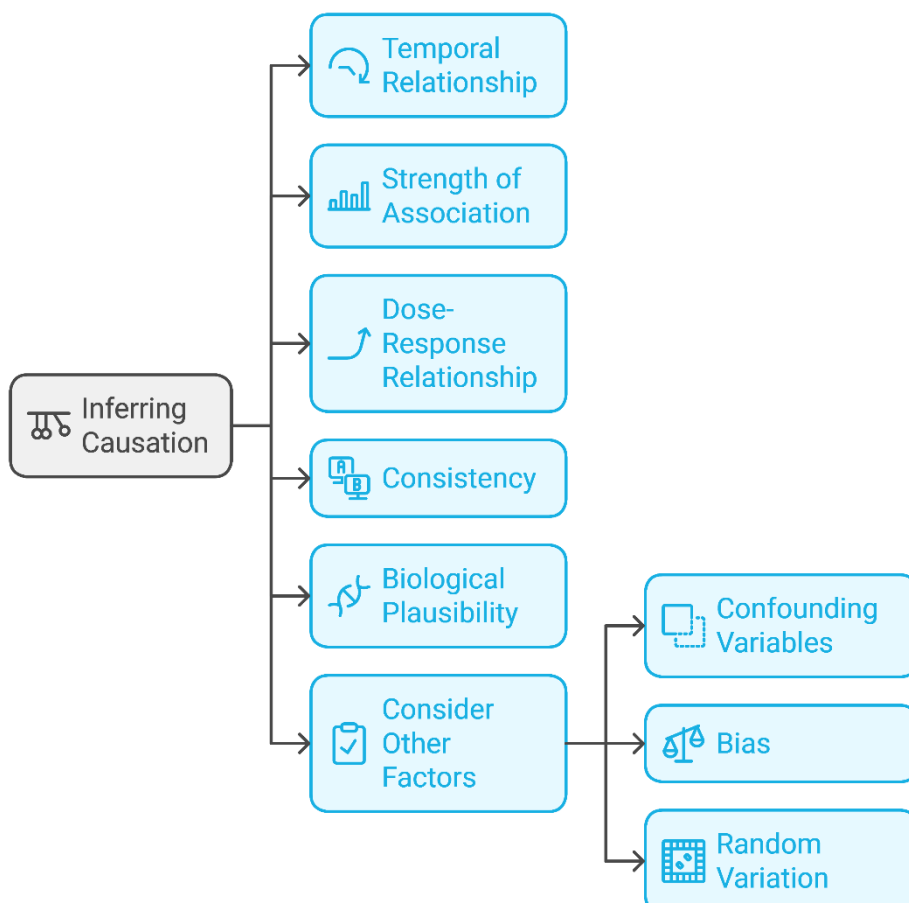 Temporal
Relationship
Strength of
Association
Dose-
Response
Relationship
Inferring
Causation
A
B
Consistency
Biological
Plausibility
Consider
Other
Factors
Confounding
Variables
Bias
Random
Variation